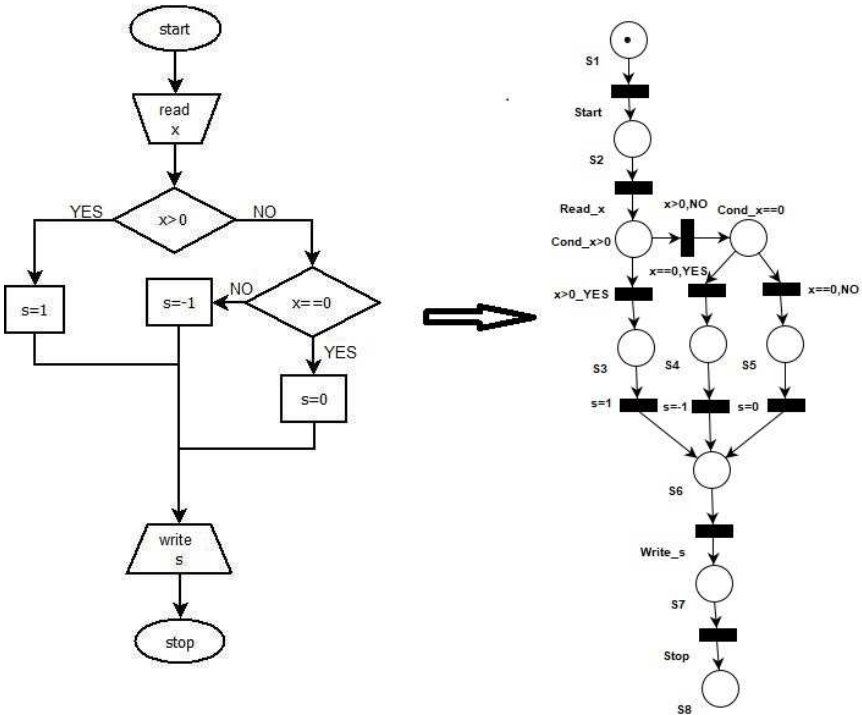 start
read
x
YES
x>0
NO
s=1
s=-1
NO
x==0
YES
s=0
write
s
stop
S1
Start
S2
Read_x
x>0,NO
Cond_x==0
Cond_x>0
x==0,YES
x>0_YES
x==0,NO
S3
S4
S5
s=1
s=-1
s=0
S6
Write_s
S7
Stop
S8